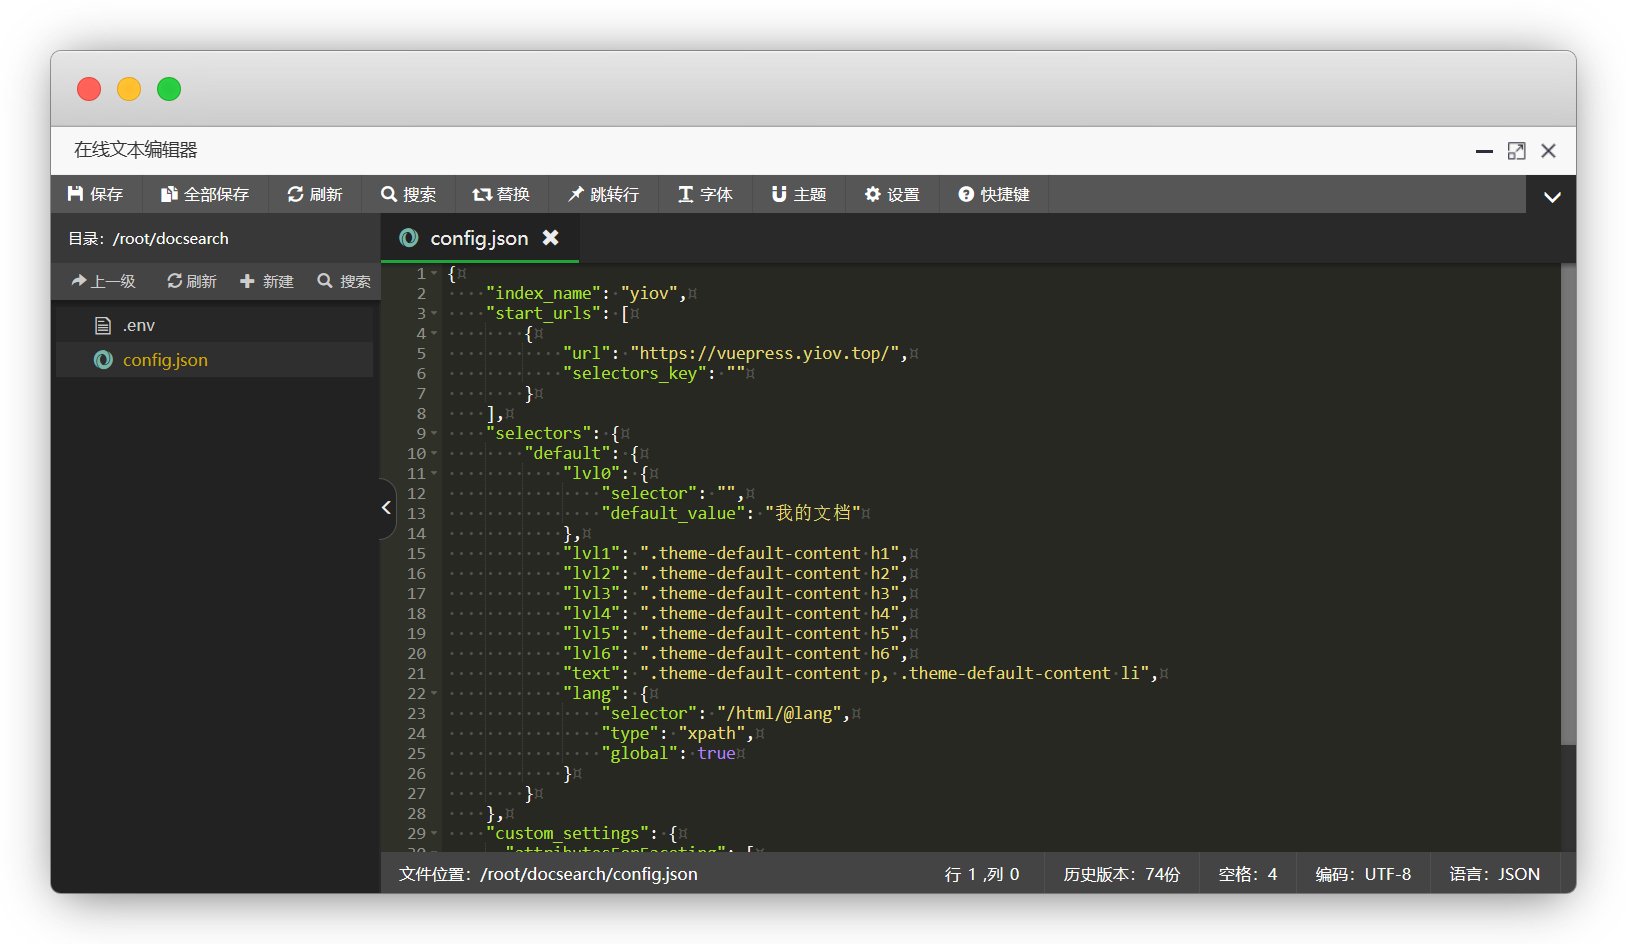 在线文本编辑器
保存 全部保存 刷新 搜索 替换 跳转行 字体 主题 设置 快捷键
目录：/root/docsearch
上一级 刷新 新建 搜索
.env
config.json
config.json
1 {
2     "index_name": "yiov",
3     "start_urls": [
4         {
5             "url": "https://vuepress.yiov.top/",
6             "selectors_key": ""
7         }
8     ],
9     "selectors": {
10         "default": {
11             "lvl0": {
12                 "selector": "",
13                 "default_value": "我的文档"
14             },
15             "lvl1": ".theme-default-content h1",
16             "lvl2": ".theme-default-content h2",
17             "lvl3": ".theme-default-content h3",
18             "lvl4": ".theme-default-content h4",
19             "lvl5": ".theme-default-content h5",
20             "lvl6": ".theme-default-content h6",
21             "text": ".theme-default-content p, .theme-default-content li",
22             "lang": {
23                 "selector": "/html/@lang",
24                 "type": "xpath",
25                 "global": true
26             }
27         }
28     },
29     "custom_settings": {
30       "attributesForFaceting": [
文件位置：/root/docsearch/config.json 行 1 ,列 0 历史版本：74份 空格：4 编码：UTF-8 语言：JSON